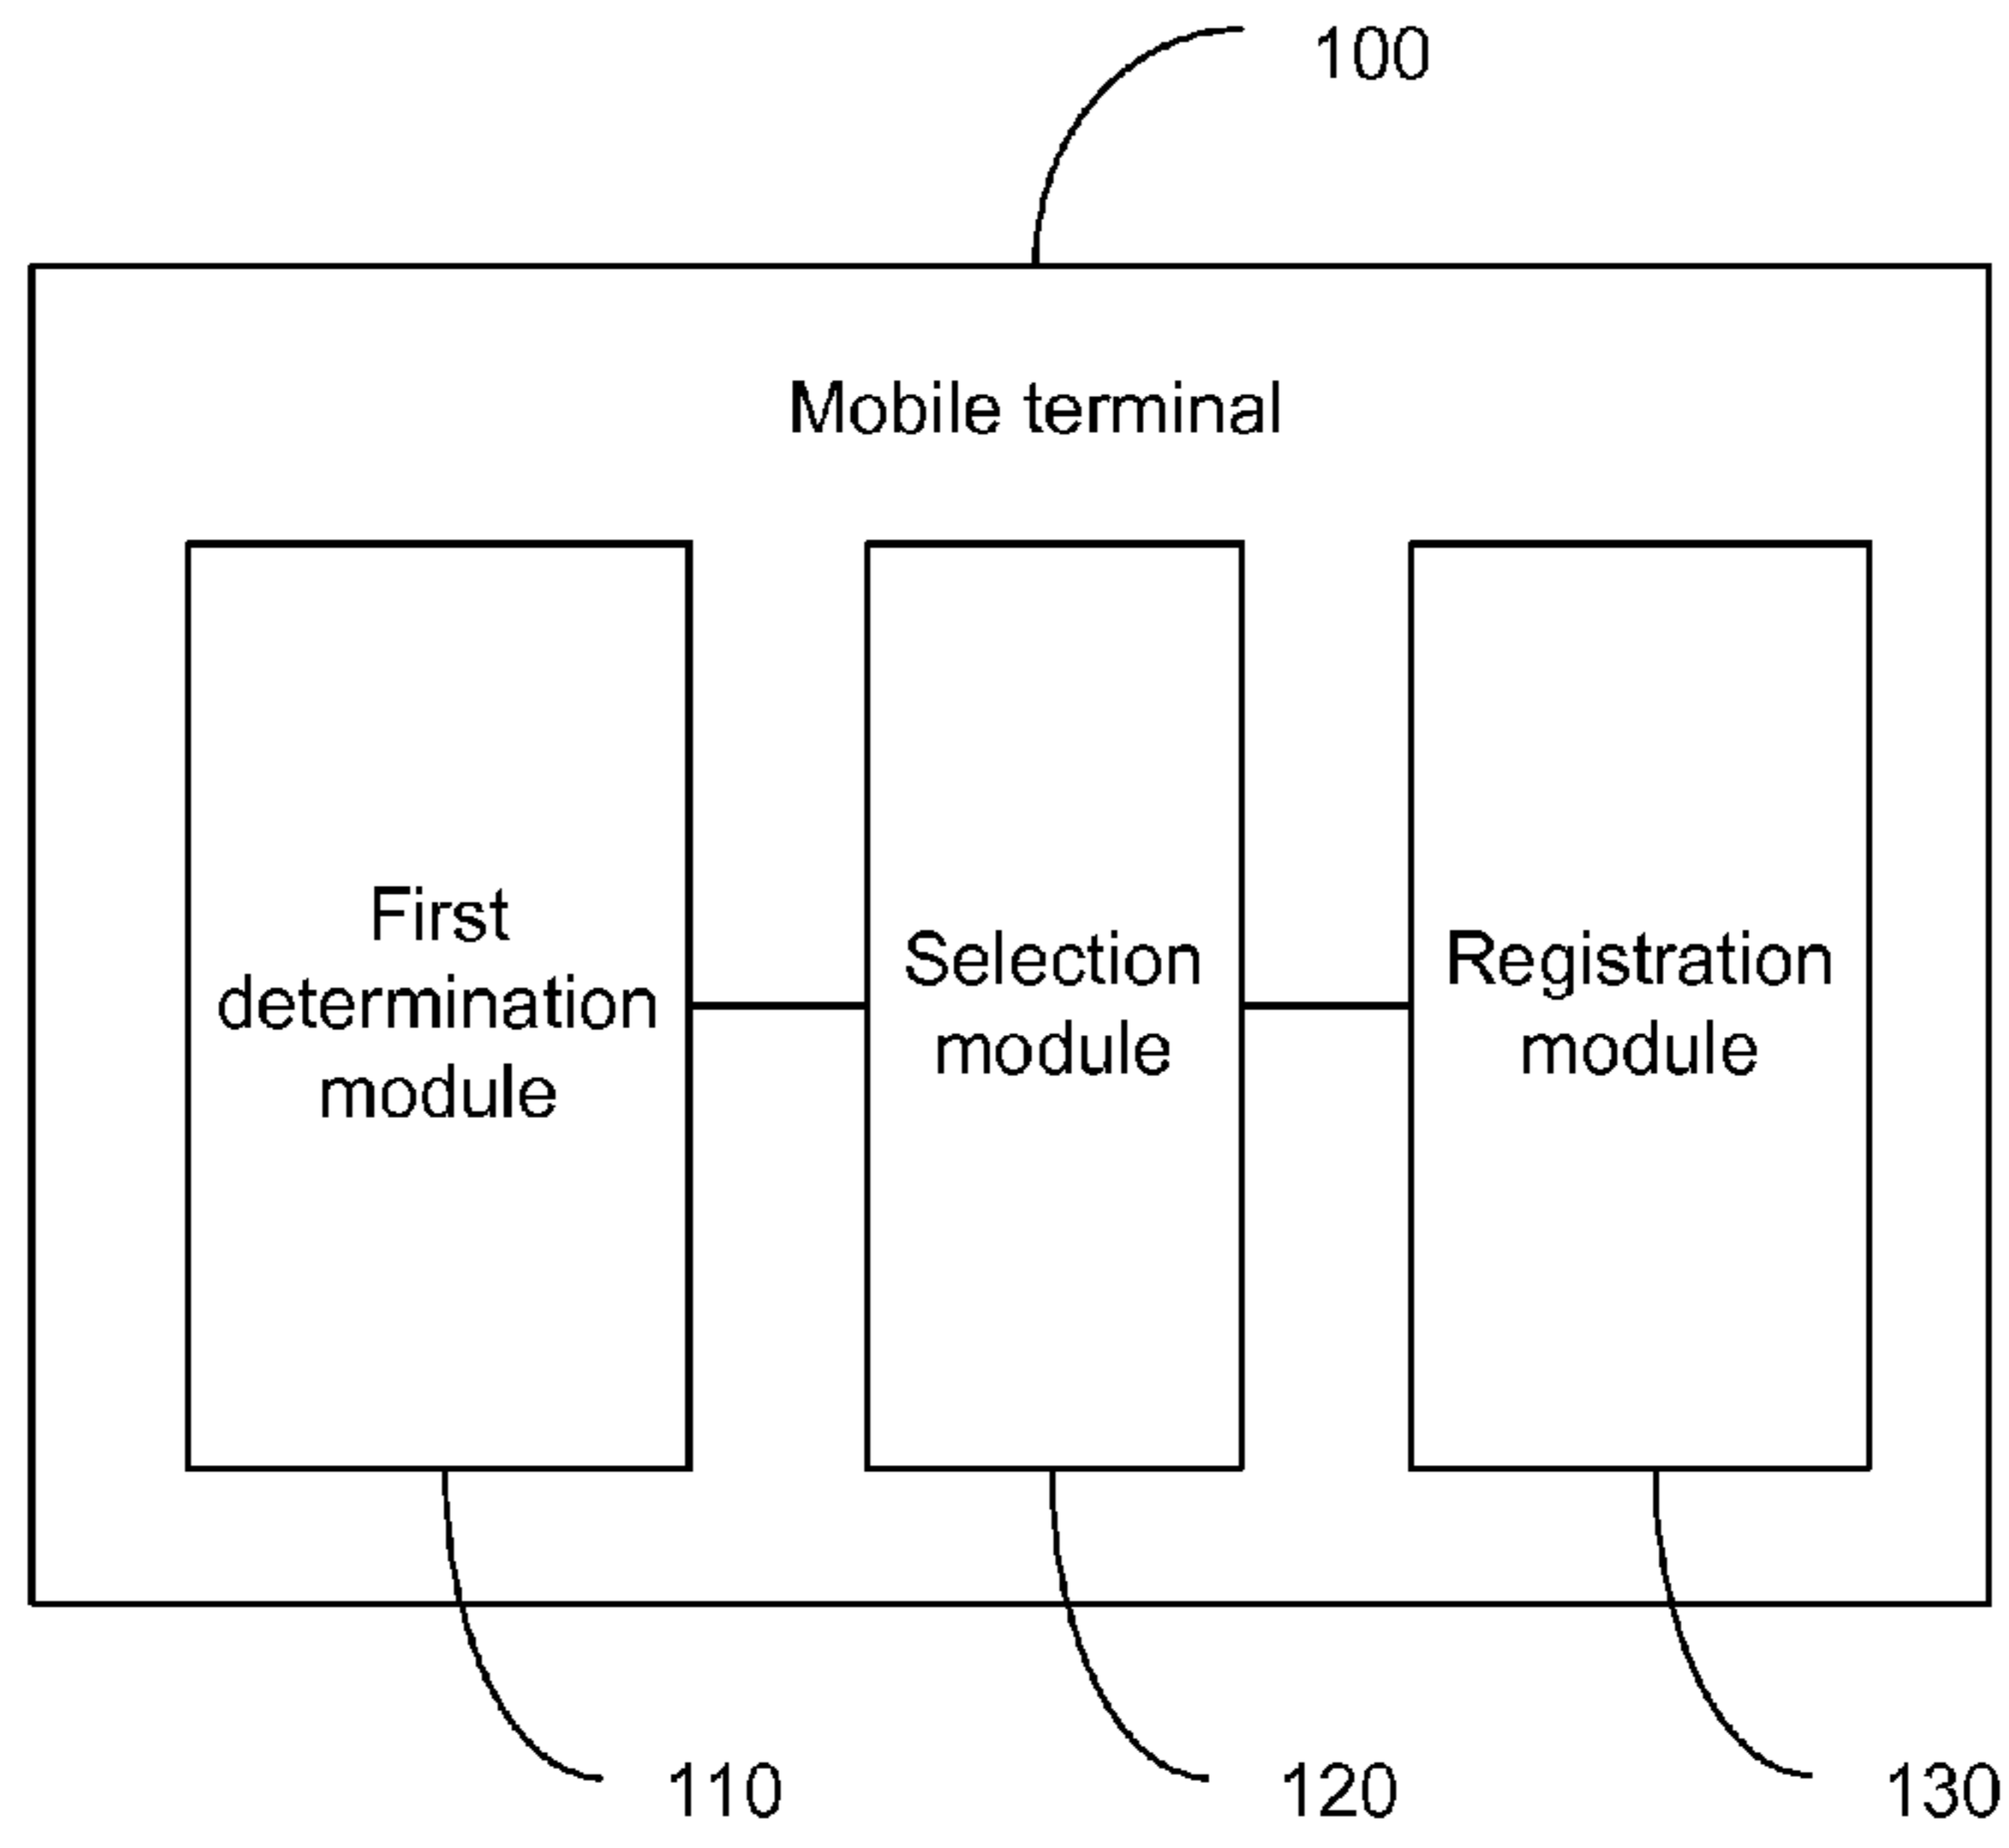 100
Mobile terminal
First
determination
module
Selection
module
Registration
module
110
120
130